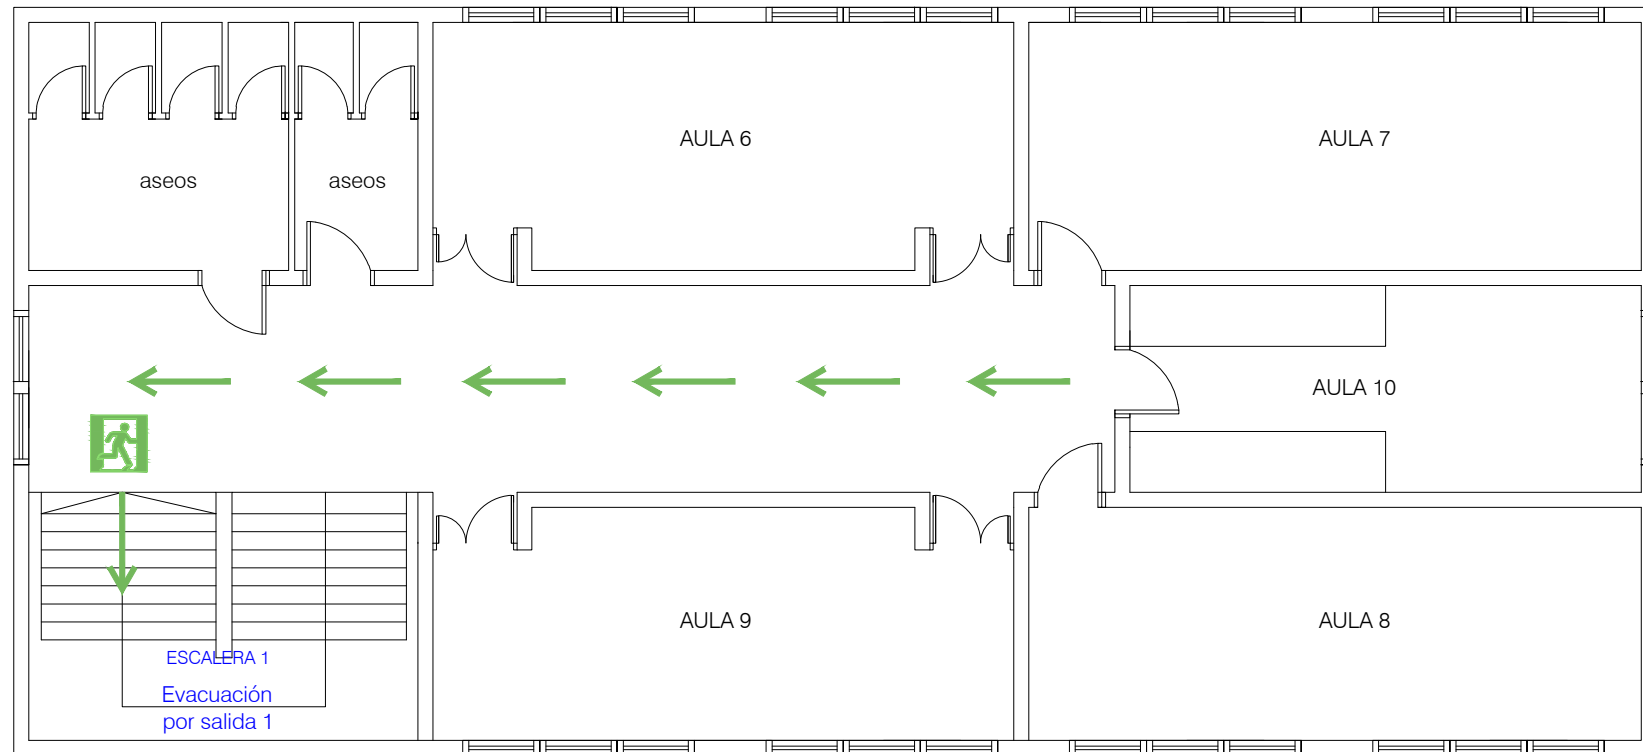 AULA 6
AULA 7
aseos
aseos
AULA 10
AULA 9
AULA 8
ESCALERA 1
Evacuación
por salida 1